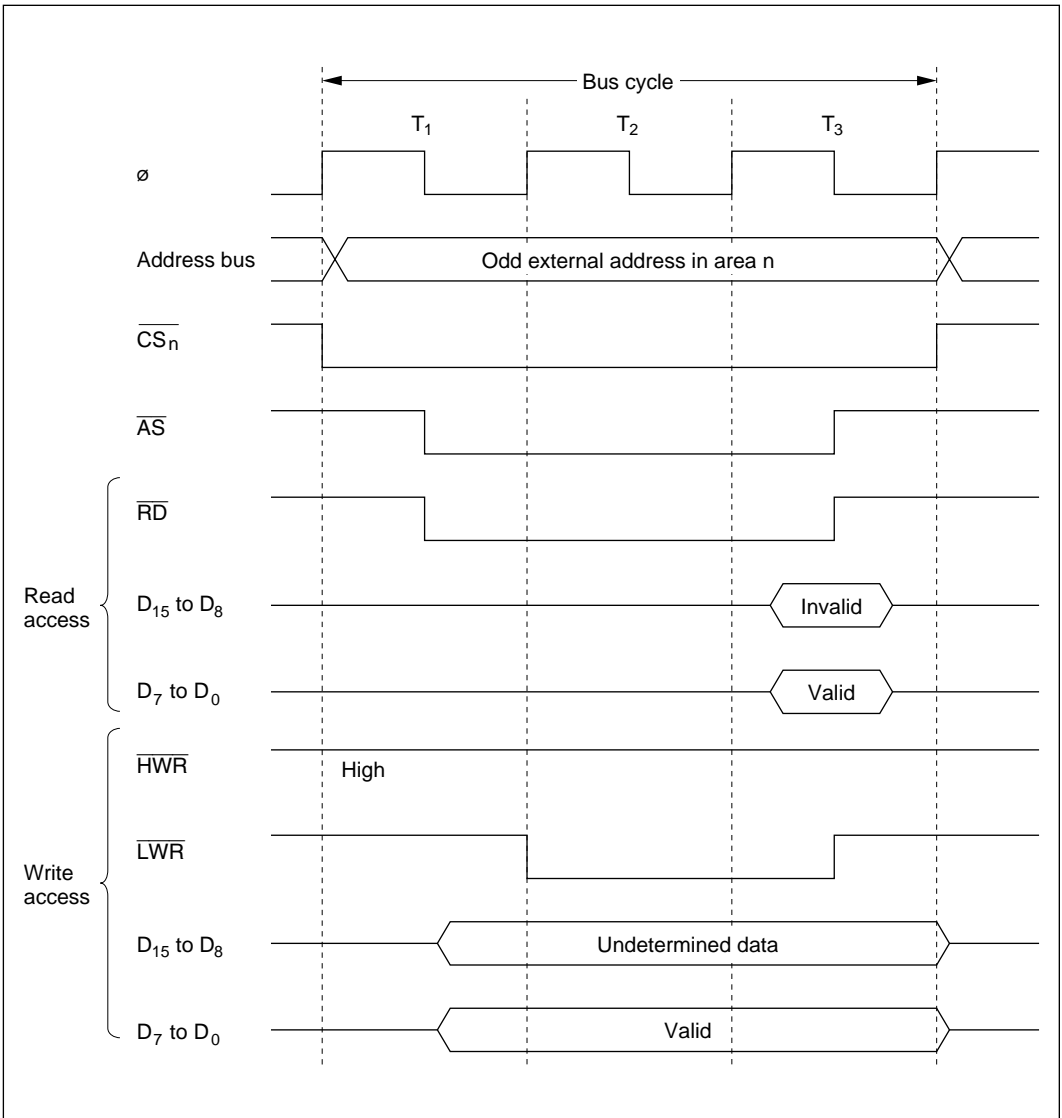 Bus cycle
T1 T2 T3
ø
Address bus Odd external address in area n
CSn
AS
RD
Read access
D15 to D8 Invalid
D7 to D0 Valid
HWR High
LWR
Write access
D15 to D8 Undetermined data
D7 to D0 Valid